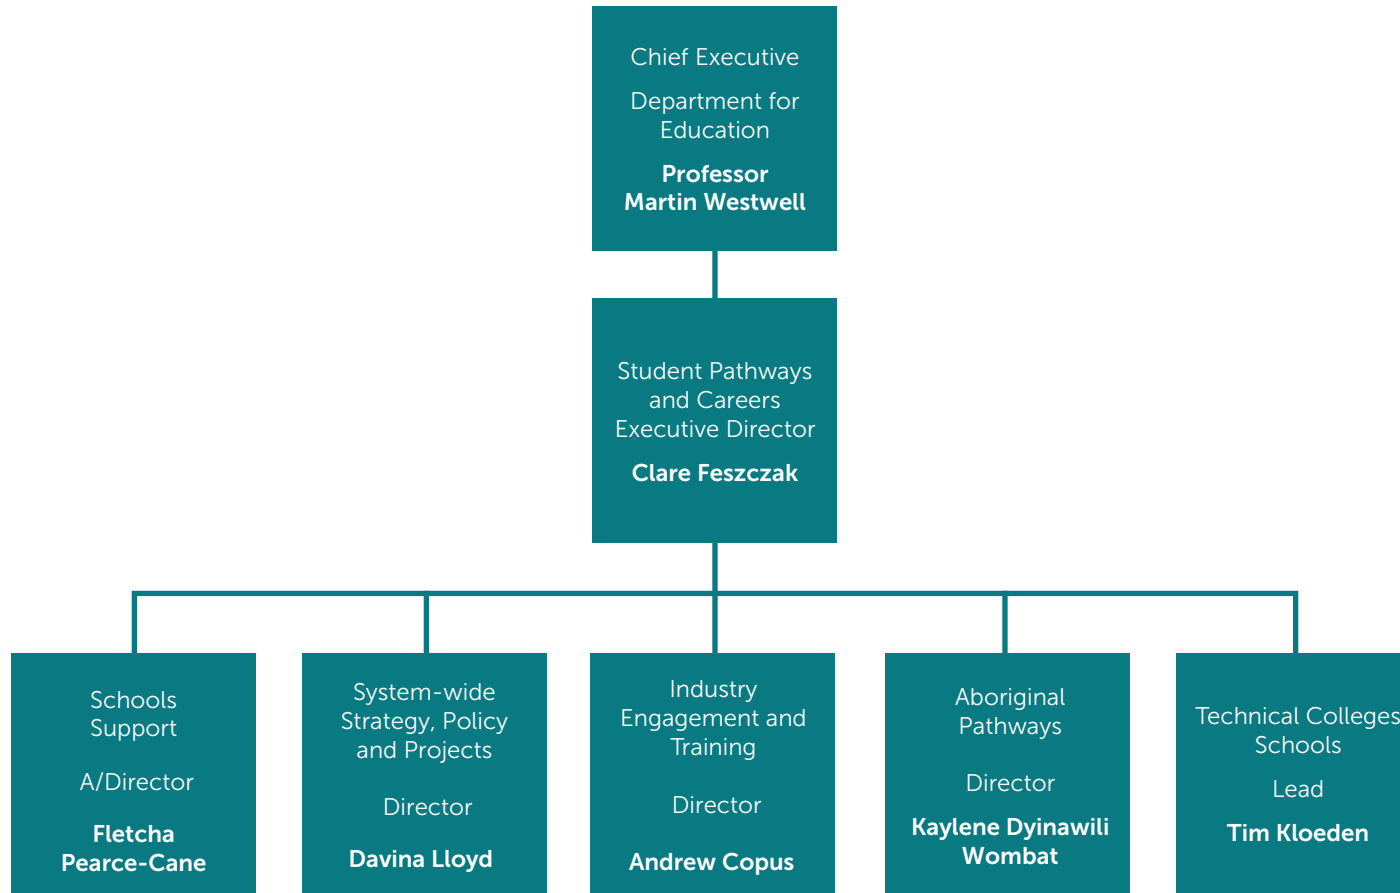 Chief Executive
Department for
Education
Professor
Martin Westwell
Student Pathways
and Careers
Executive Director
Clare Feszczak
Schools
Support
A/Director
Fletcha
Pearce-Cane
System-wide
Strategy, Policy
and Projects
Director
Davina Lloyd
Industry
Engagement and
Training
Director
Andrew Copus
Aboriginal
Pathways
Director
Kaylene Dyinawili
Wombat
Technical Colleges
Schools
Lead
Tim Kloeden